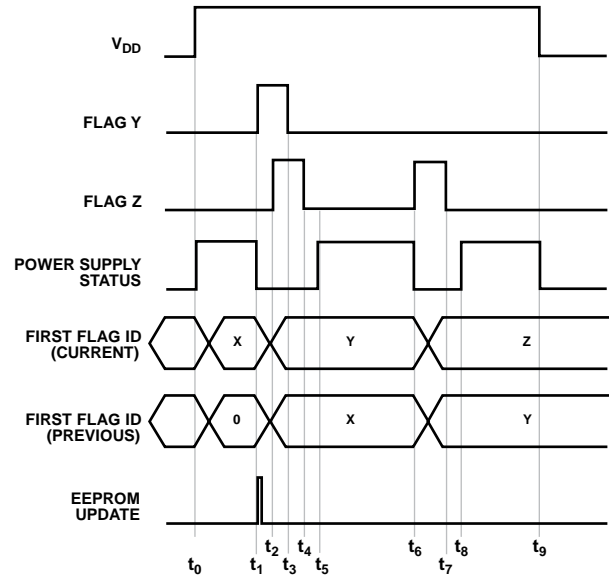 VDD
FLAG Y
FLAG Z
POWER SUPPLY
STATUS
FIRST FLAG ID
(CURRENT)
X
Y
Z
FIRST FLAG ID
(PREVIOUS)
0
X
Y
EEPROM
UPDATE
t0
t1
t2
t3
t4
t5
t6
t7
t8
t9